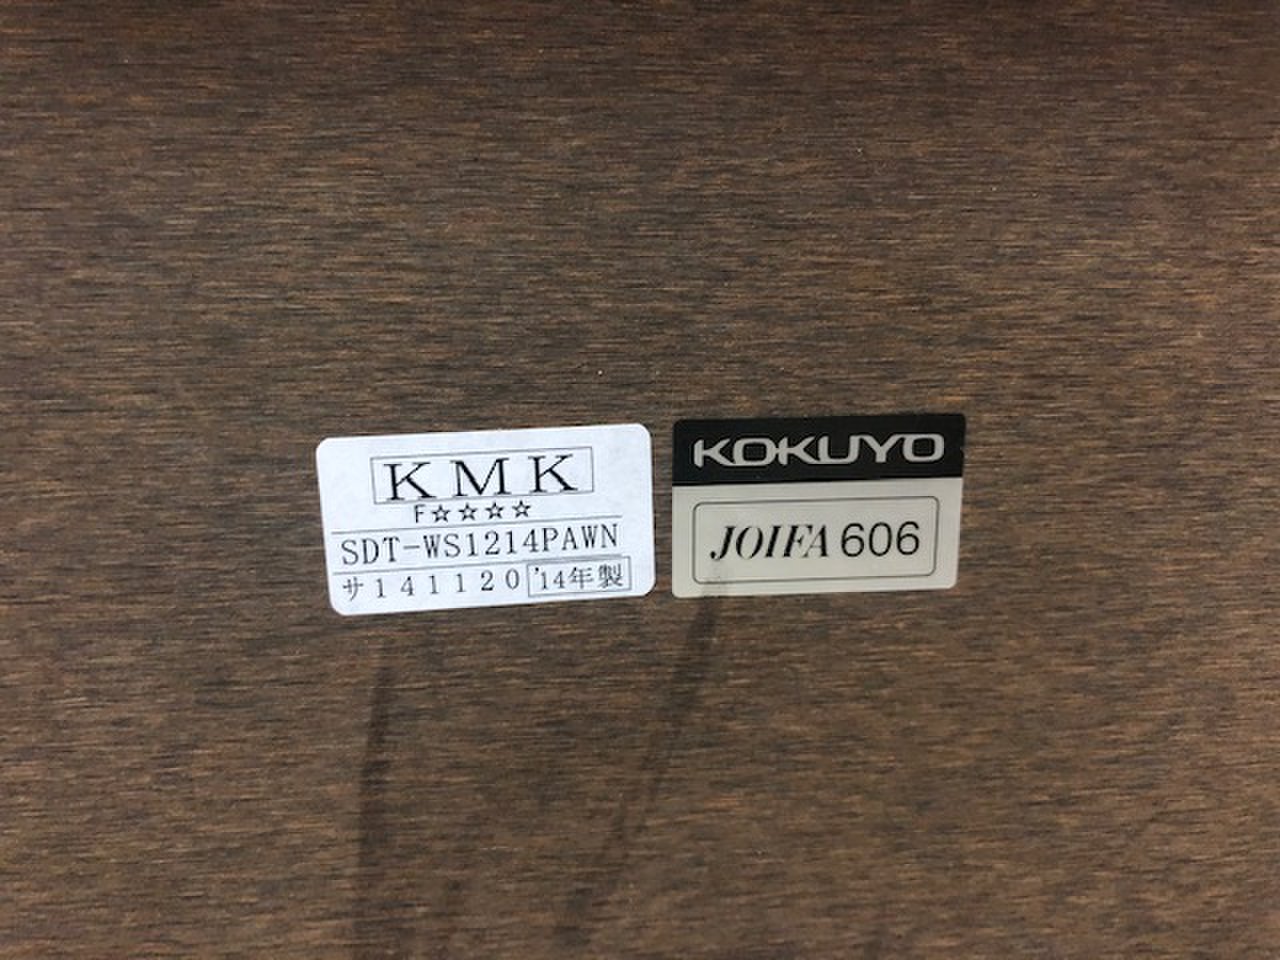 KMK
F☆☆☆☆
SDT-WS1214PAWN
サ141120 '14年製
KOKUYO
JOIFA 606